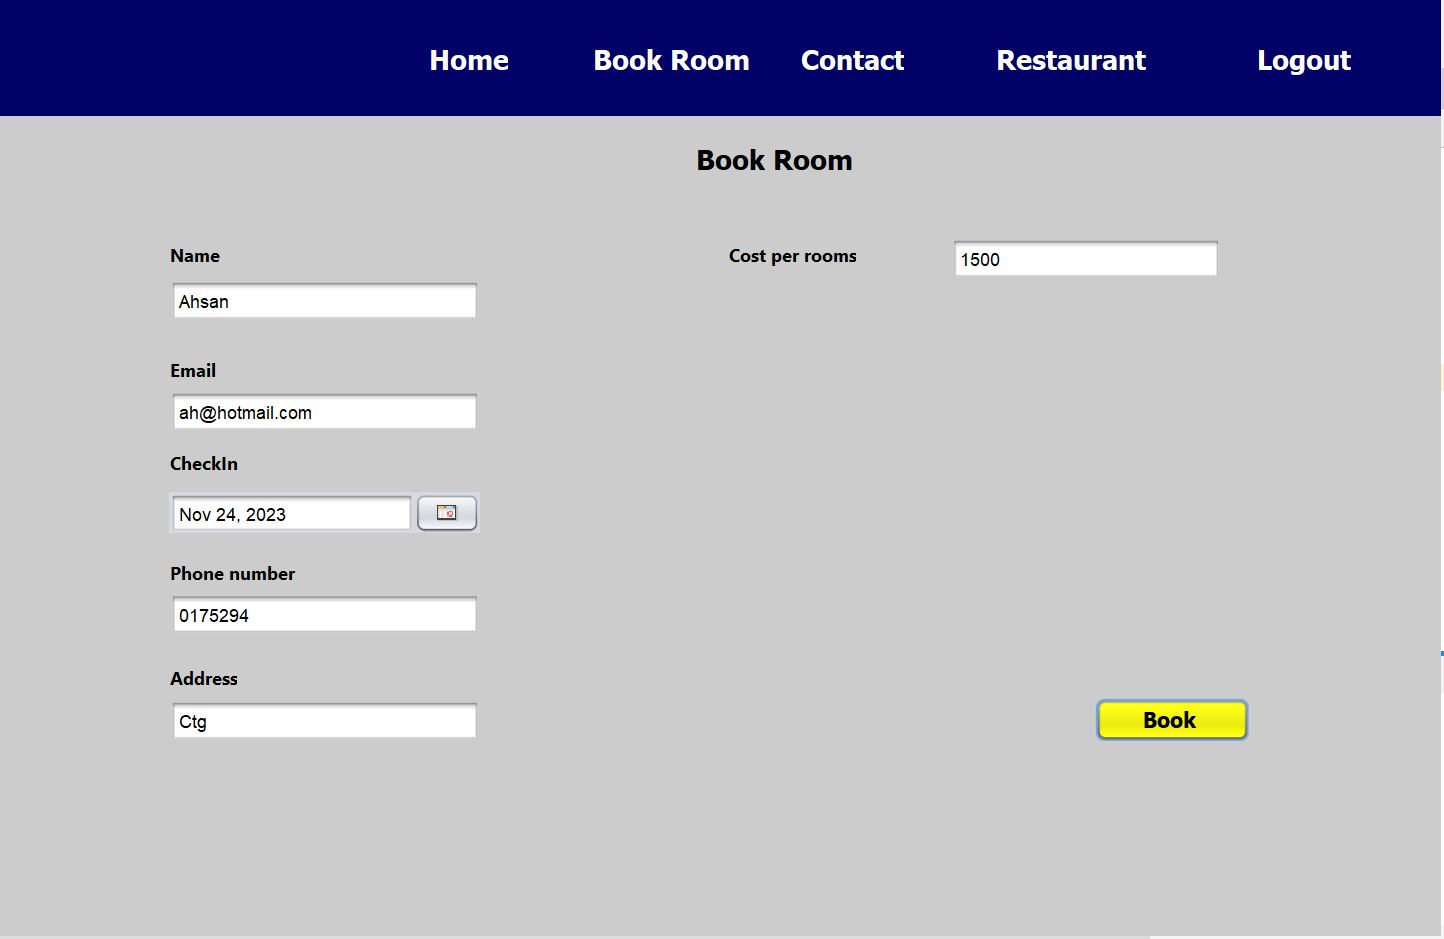 Home Book Room Contact Restaurant Logout
Book Room
Name
Ahsan
Cost per rooms
1500
Email
ah@hotmail.com
CheckIn
Nov 24, 2023
Phone number
0175294
Address
Ctg
Book